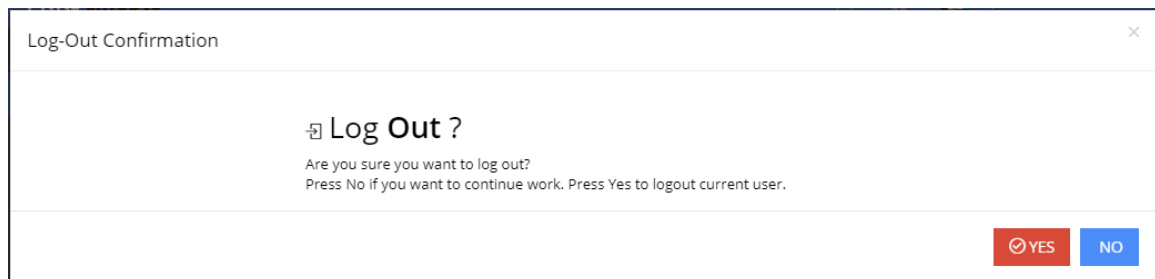 Log-Out Confirmation
Log Out ?
Are you sure you want to log out?
Press No if you want to continue work. Press Yes to logout current user.
YES NO